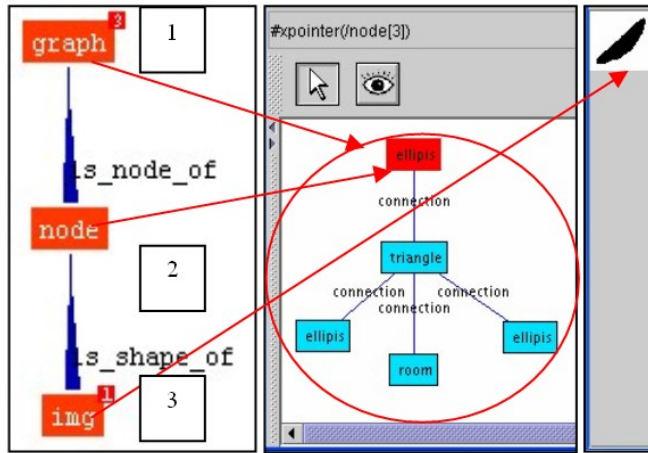 graph 3
1
is_node_of
node
2
is_shape_of
img 1
3
#xpointer(/node[3])
ellipis
connection
triangle
connection connection
connection
ellipis ellipis
room